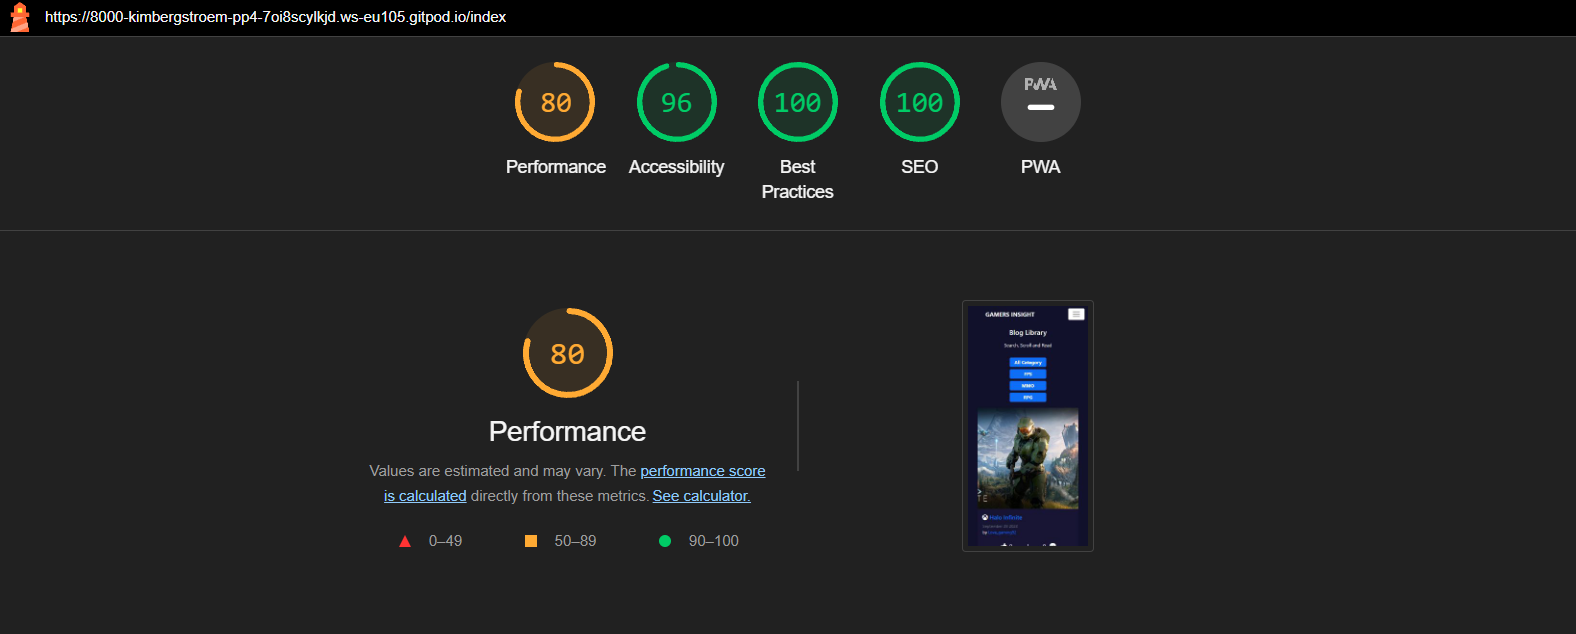 https://8000-kimbergstroem-pp4-7oi8scylkjd.ws-eu105.gitpod.io/index
80 96 100 100 PWA
Performance Accessibility Best Practices SEO PWA
80
Performance
Values are estimated and may vary. The performance score
is calculated directly from these metrics. See calculator.
0–49 50–89 90–100
GAMERS INSIGHT
Blog Library
Search, Scroll and Read
All Category
FPS
MMO
RPG
Halo Infinite